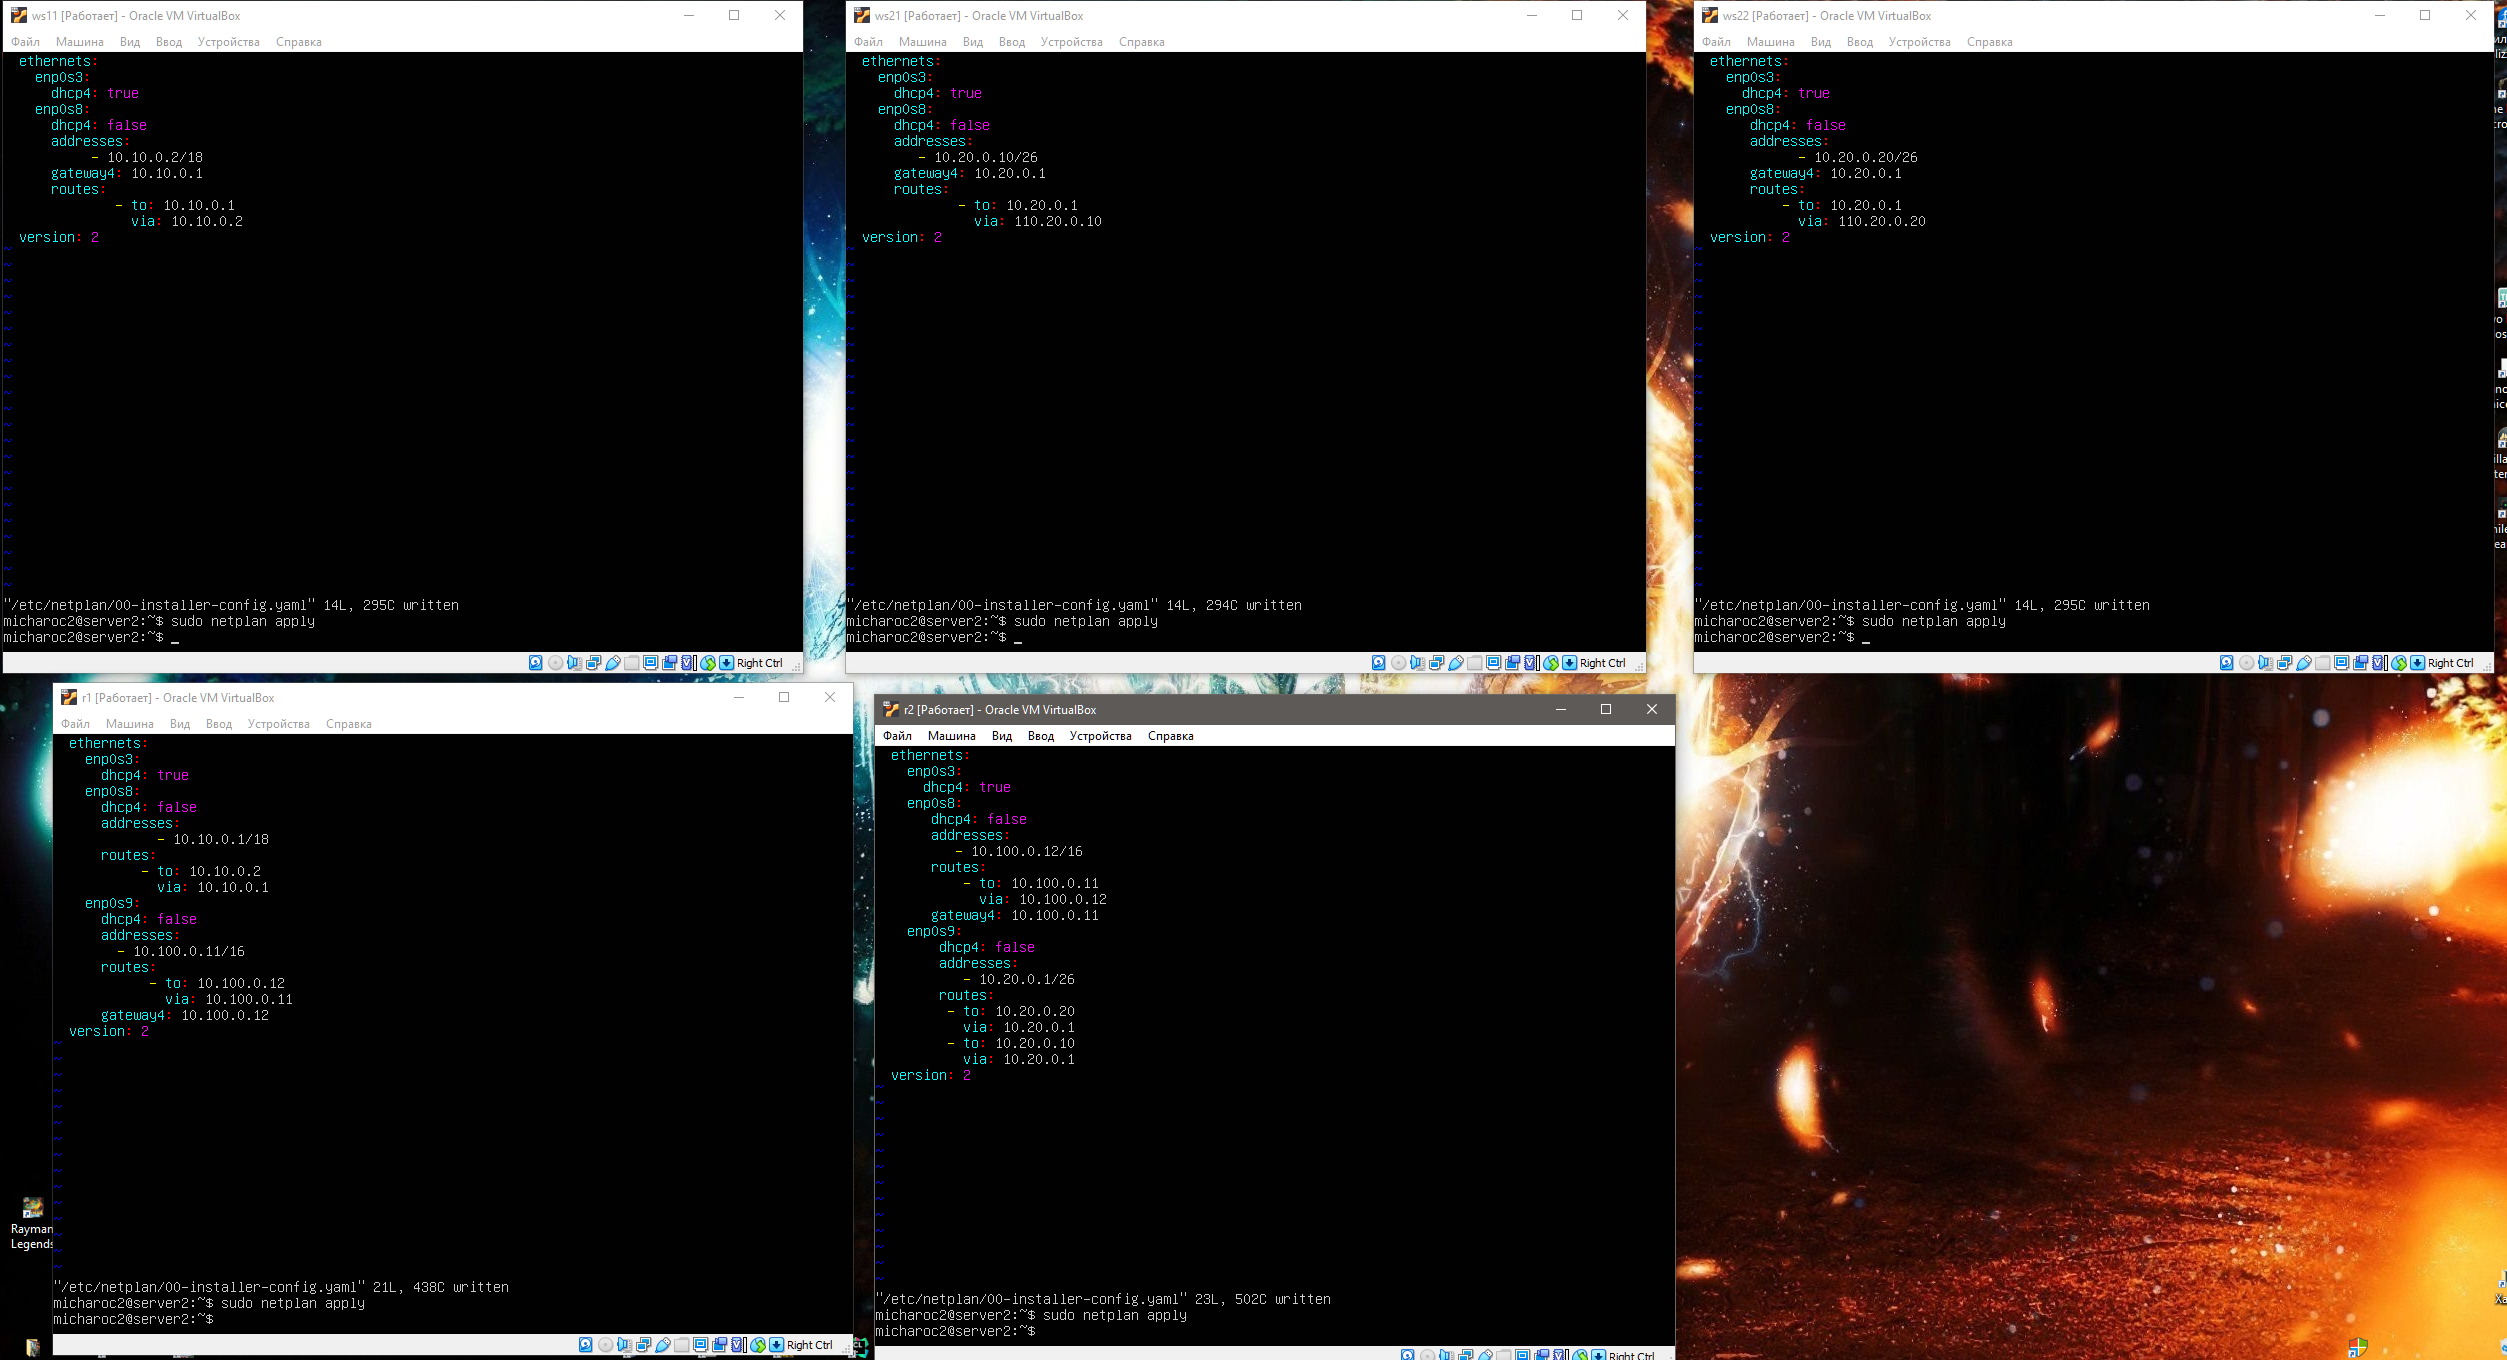 ws11 [Работает] - Oracle VM VirtualBox
Файл Машина Вид Ввод Устройства Справка
ethernets:
enp0s3:
dhcp4: true
enp0s8:
dhcp4: false
addresses:
- 10.10.0.2/18
gateway4: 10.10.0.1
routes:
- to: 10.10.0.1
via: 10.10.0.2
version: 2
"/etc/netplan/00-installer-config.yaml" 14L, 295C written
micharoc2@server2:~$ sudo netplan apply
micharoc2@server2:~$ _
Right Ctrl
ws21 [Работает] - Oracle VM VirtualBox
Файл Машина Вид Ввод Устройства Справка
ethernets:
enp0s3:
dhcp4: true
enp0s8:
dhcp4: false
addresses:
- 10.20.0.10/26
gateway4: 10.20.0.1
routes:
- to: 10.20.0.1
via: 110.20.0.10
version: 2
"/etc/netplan/00-installer-config.yaml" 14L, 294C written
micharoc2@server2:~$ sudo netplan apply
micharoc2@server2:~$ _
Right Ctrl
ws22 [Работает] - Oracle VM VirtualBox
Файл Машина Вид Ввод Устройства Справка
ethernets:
enp0s3:
dhcp4: true
enp0s8:
dhcp4: false
addresses:
- 10.20.0.20/26
gateway4: 10.20.0.1
routes:
- to: 10.20.0.1
via: 110.20.0.20
version: 2
"/etc/netplan/00-installer-config.yaml" 14L, 295C written
micharoc2@server2:~$ sudo netplan apply
micharoc2@server2:~$ _
Right Ctrl
r1 [Работает] - Oracle VM VirtualBox
Файл Машина Вид Ввод Устройства Справка
ethernets:
enp0s3:
dhcp4: true
enp0s8:
dhcp4: false
addresses:
- 10.10.0.1/18
routes:
- to: 10.10.0.2
via: 10.10.0.1
enp0s9:
dhcp4: false
addresses:
- 10.100.0.11/16
routes:
- to: 10.100.0.12
via: 10.100.0.11
gateway4: 10.100.0.12
version: 2
"/etc/netplan/00-installer-config.yaml" 21L, 438C written
micharoc2@server2:~$ sudo netplan apply
micharoc2@server2:~$
Right Ctrl
r2 [Работает] - Oracle VM VirtualBox
Файл Машина Вид Ввод Устройства Справка
ethernets:
enp0s3:
dhcp4: true
enp0s8:
dhcp4: false
addresses:
- 10.100.0.12/16
routes:
- to: 10.100.0.11
via: 10.100.0.12
gateway4: 10.100.0.11
enp0s9:
dhcp4: false
addresses:
- 10.20.0.1/26
routes:
- to: 10.20.0.20
via: 10.20.0.1
- to: 10.20.0.10
via: 10.20.0.1
version: 2
"/etc/netplan/00-installer-config.yaml" 23L, 502C written
micharoc2@server2:~$ sudo netplan apply
micharoc2@server2:~$
Right Ctrl
Rayman
Legends